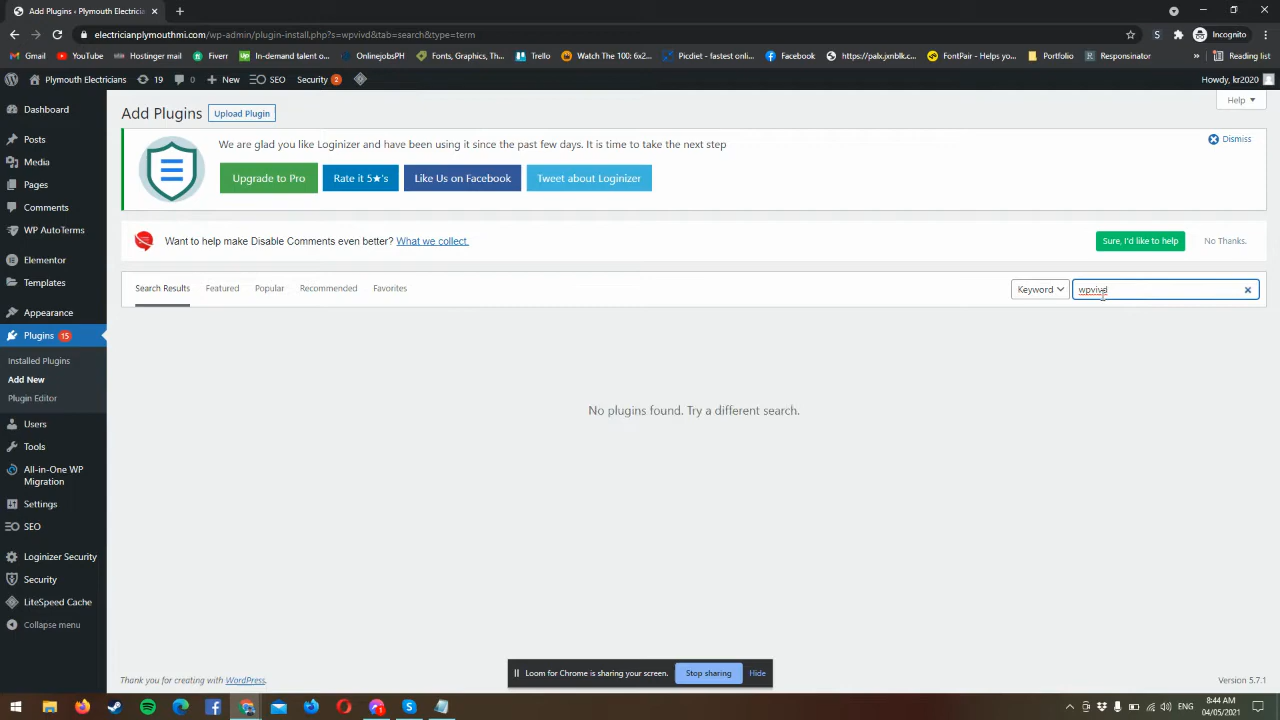 Add Plugins ‹ Plymouth Electrician
electricianplymouthmi.com/wp-admin/plugin-install.php?s=wpvivd&tab=search&type=term
Incognito
Gmail
YouTube
Hostinger mail
Fiverr
In-demand talent o...
OnlinejobsPH
Fonts, Graphics, Th...
Trello
Watch The 100: 6x2...
Picdiet - fastest onli...
Facebook
https://palx.jxnblk.c...
FontPair - Helps yo...
Portfolio
Projects
Reading list
Plymouth Electricians
19
0
New
SEO
Security 2
Howdy, krz2020
Dashboard
Posts
Media
Pages
Comments
WP AutoTerms
Elementor
Templates
Appearance
Plugins 15
Installed Plugins
Add New
Plugin Editor
Users
Tools
All-in-One WP
Migration
Settings
SEO
Loginizer Security
Security
LiteSpeed Cache
Collapse menu
Add Plugins
Upload Plugin
Help
We are glad you like Loginizer and have been using it since the past few days. It is time to take the next step
Dismiss
Upgrade to Pro
Rate it 5★'s
Like Us on Facebook
Tweet about Loginizer
Want to help make Disable Comments even better? What we collect.
Sure, I'd like to help
No Thanks.
Search Results
Featured
Popular
Recommended
Favorites
Keyword
wpvivd
No plugins found. Try a different search.
Loom for Chrome is sharing your screen.
Stop sharing
Hide
Thank you for creating with WordPress.
Version 5.7.1
ENG
8:44 AM
04/05/2021